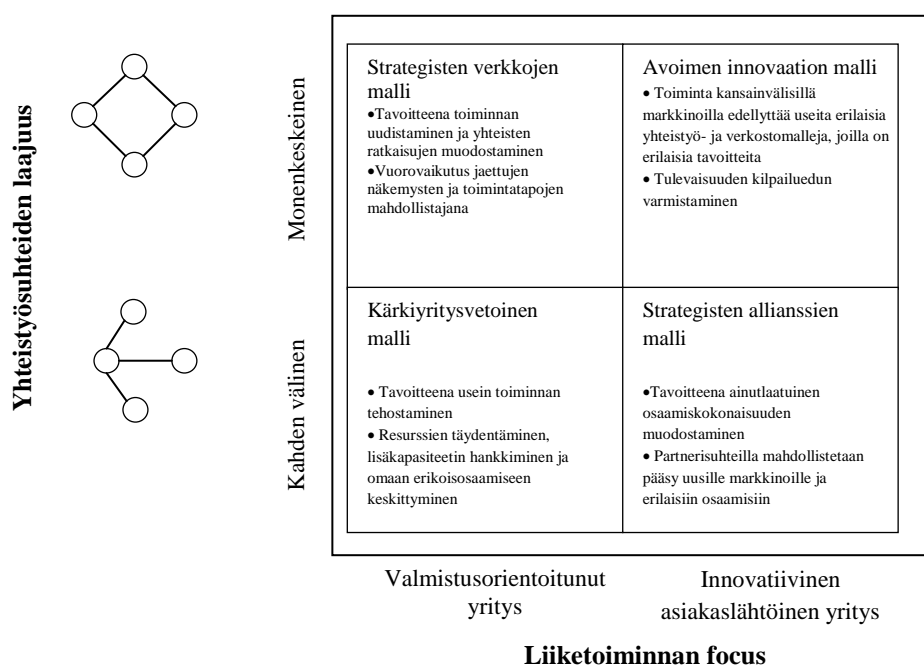 Yhteistyösuhteiden laajuus
Monenkeskeinen
Kahden välinen
Strategisten verkkojen
malli
•Tavoitteena toiminnan
uudistaminen ja yhteisten
ratkaisujen muodostaminen
•Vuorovaikutus jaettujen
näkemysten ja toimintatapojen
mahdollistajana
Avoimen innovaation malli
• Toiminta kansainvälisillä
markkinoilla edellyttää useita erilaisia
yhteistyö- ja verkostomalleja, joilla on
erilaisia tavoitteita
• Tulevaisuuden kilpailuedun
varmistaminen
Kärkiyritysvetoinen
malli
• Tavoitteena usein toiminnan
tehostaminen
• Resurssien täydentäminen,
lisäkapasiteetin hankkiminen ja
omaan erikoisosaamiseen
keskittyminen
Strategisten allianssien
malli
•Tavoitteena ainutlaatuinen
osaamiskokonaisuuden
muodostaminen
• Partnerisuhteilla mahdollistetaan
pääsy uusille markkinoille ja
erilaisiin osaamisiin
Valmistusorientoitunut
yritys
Innovatiivinen
asiakaslähtöinen yritys
Liiketoiminnan focus